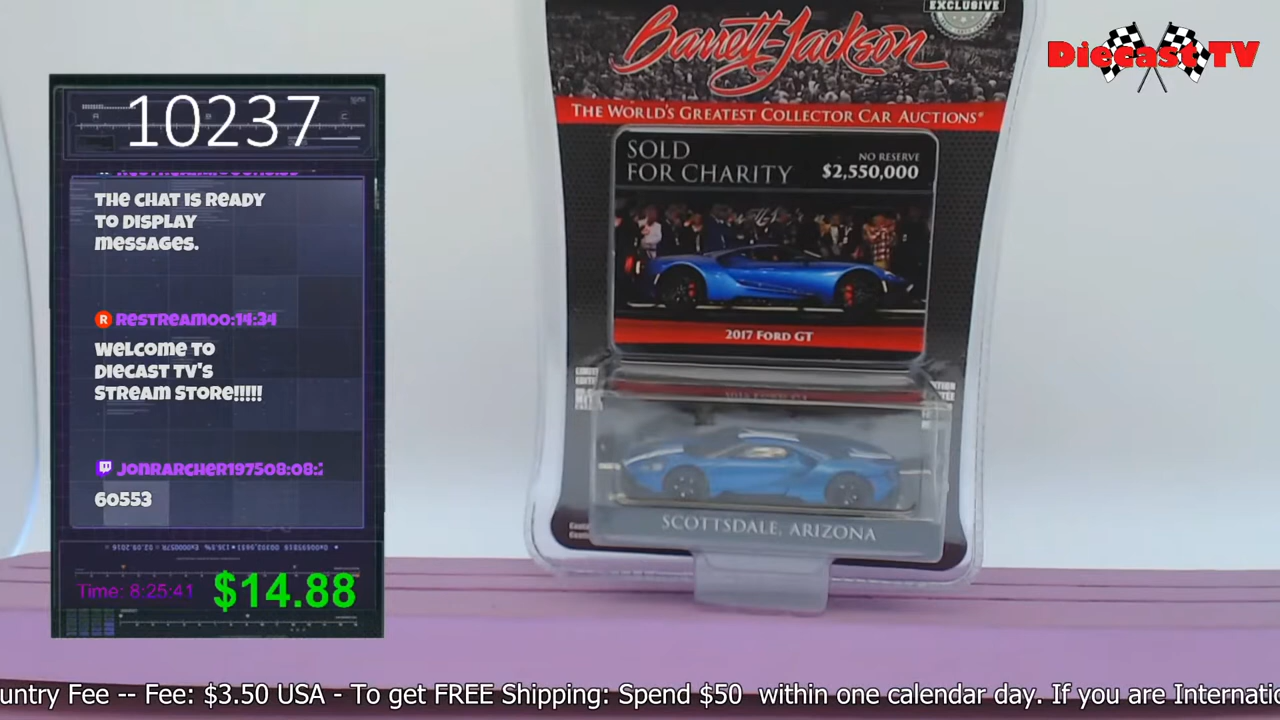 10237
THE CHAT IS READY
TO DISPLAY
MESSAGES.
RESTREAM00:14:34
WELCOME TO
DIECAST TV'S
STREAM STORE!!!!!
JONRARCHER197508:08:
60553
Time: 8:25:41
$14.88
EXCLUSIVE
Barrett-Jackson
THE WORLD'S GREATEST COLLECTOR CAR AUCTIONS®
SOLD
FOR CHARITY
NO RESERVE
$2,550,000
2017 FORD GT
SCOTTSDALE, ARIZONA
Diecast TV
untry Fee -- Fee: $3.50 USA - To get FREE Shipping: Spend $50 within one calendar day. If you are Internatio